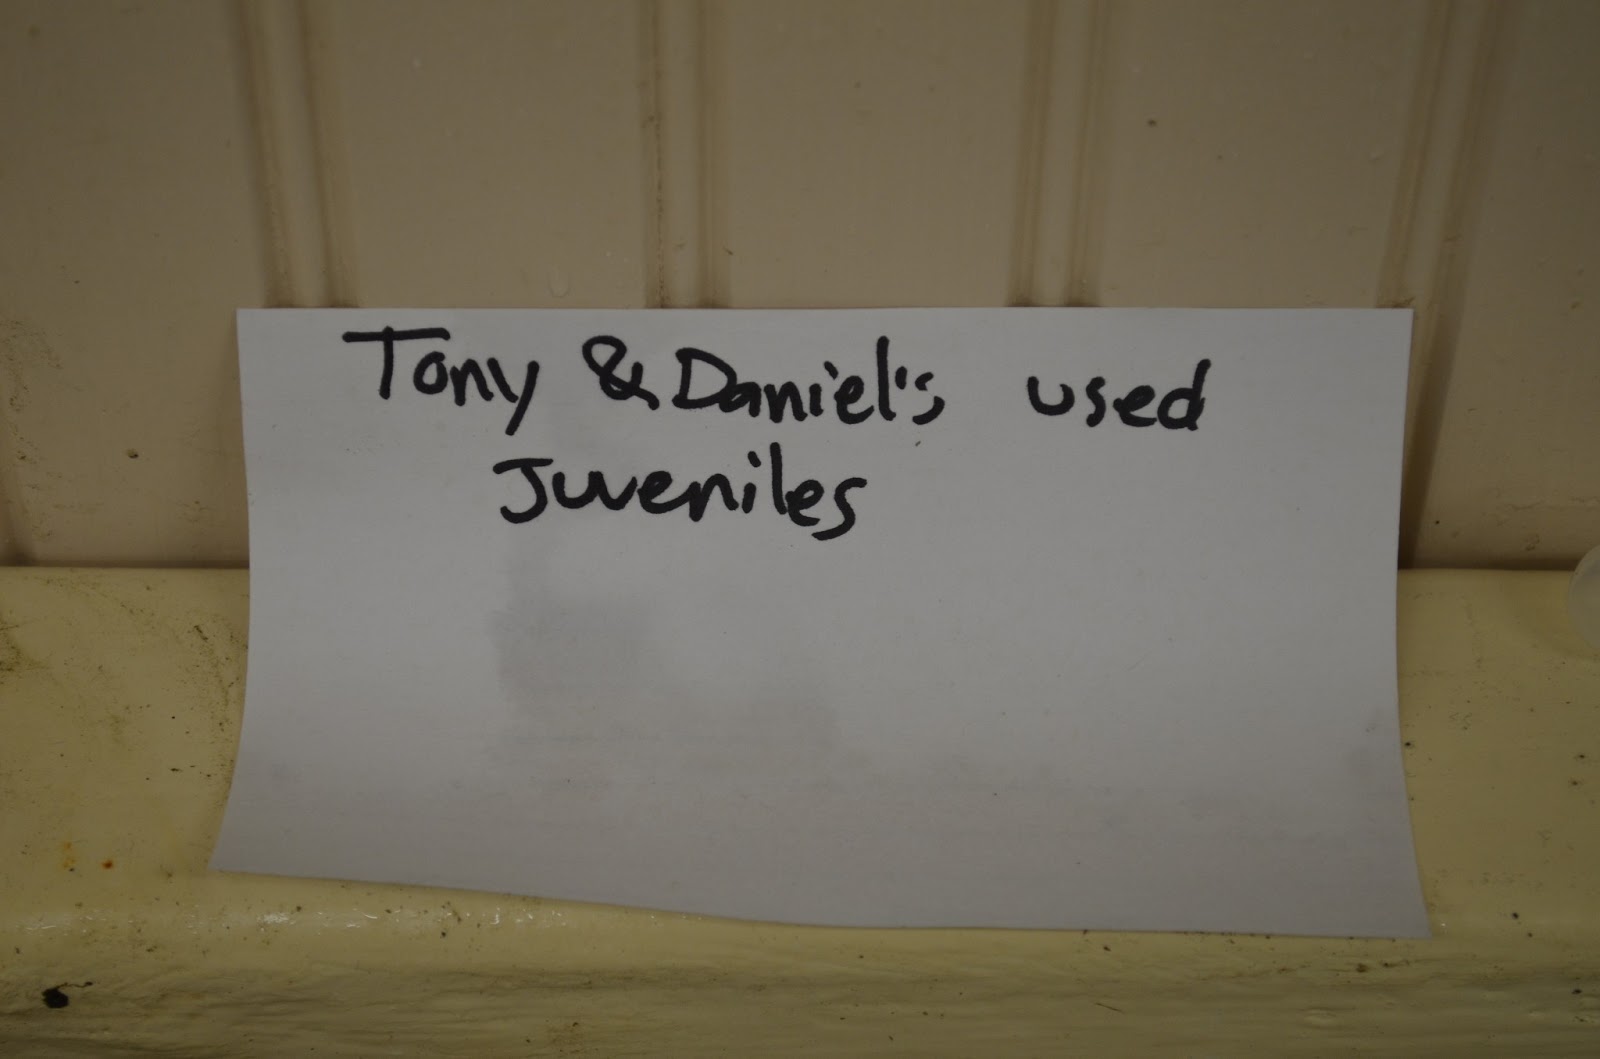 Tony & Daniel's used
Juveniles